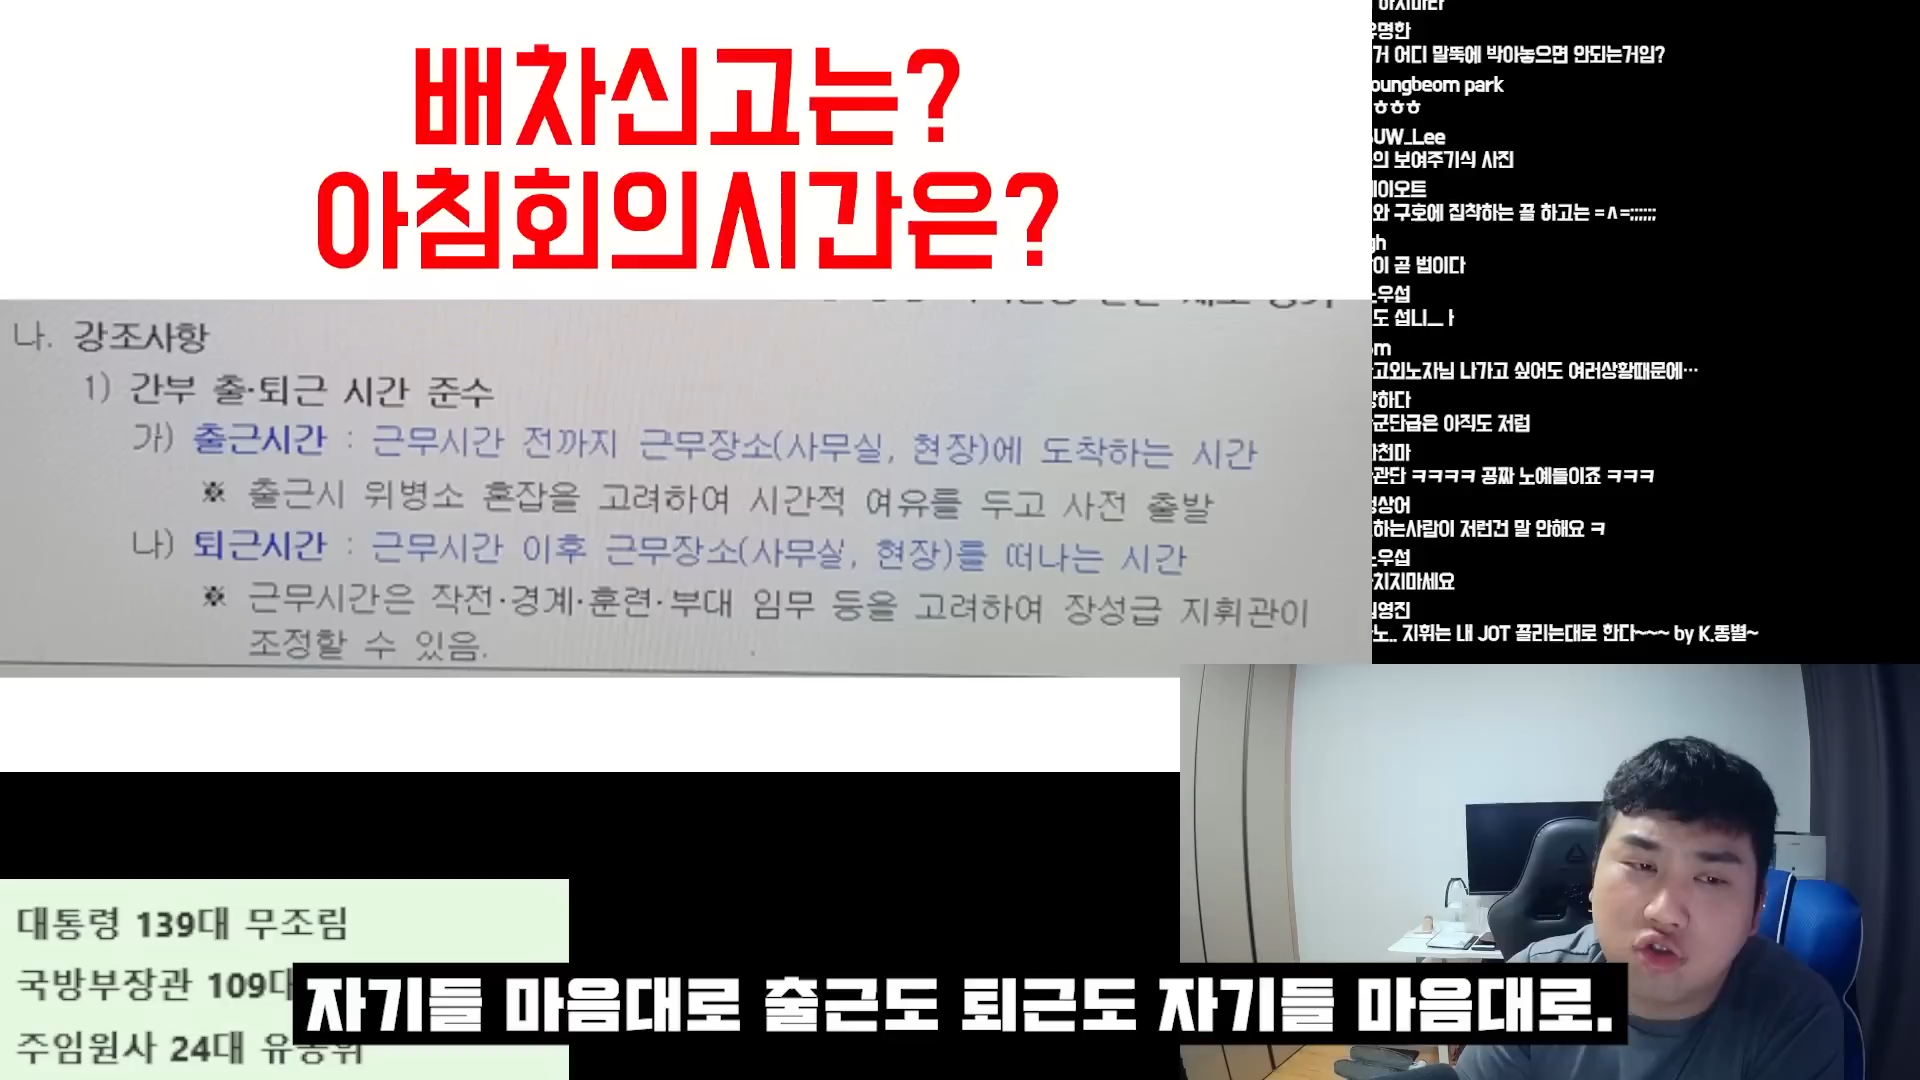 배차신고는?
아침회의시간은?
나. 강조사항
1) 간부 출·퇴근 시간 준수
가) 출근시간 : 근무시간 전까지 근무장소(사무실, 현장)에 도착하는 시간
※ 출근시 위병소 혼잡을 고려하여 시간적 여유를 두고 사전 출발
나) 퇴근시간 : 근무시간 이후 근무장소(사무실, 현장)를 떠나는 시간
※ 근무시간은 작전·경계·훈련·부대 임무 등을 고려하여 장성급 지휘관이
조정할 수 있음.
하지마라
거 어디 말뚝에 박아놓으면 안되는거임?
park
ㅎㅎㅎ
UW_Lee
의 보여주기식 사진
와 구호에 집착하는 꼴 하고는 =ㅅ=;;;;;;
이 곧 법이다
우섭
도 섭니ㅡㅏ
고외노자님 나가고 싶어도 여러상황때문에…
군단급은 아직도 저럼
관단 ㅋㅋㅋㅋ 공짜 노예들이죠 ㅋㅋㅋ
하는사람이 저런건 말 안해요 ㅋ
우섭
치지마세요
영진
노.. 지휘는 내 JOT 꼴리는대로 한다~~~ by K.똥별~
대통령 139대 무조림
국방부장관 109대
주임원사 24대
자기들 마음대로 출근도 퇴근도 자기들 마음대로.